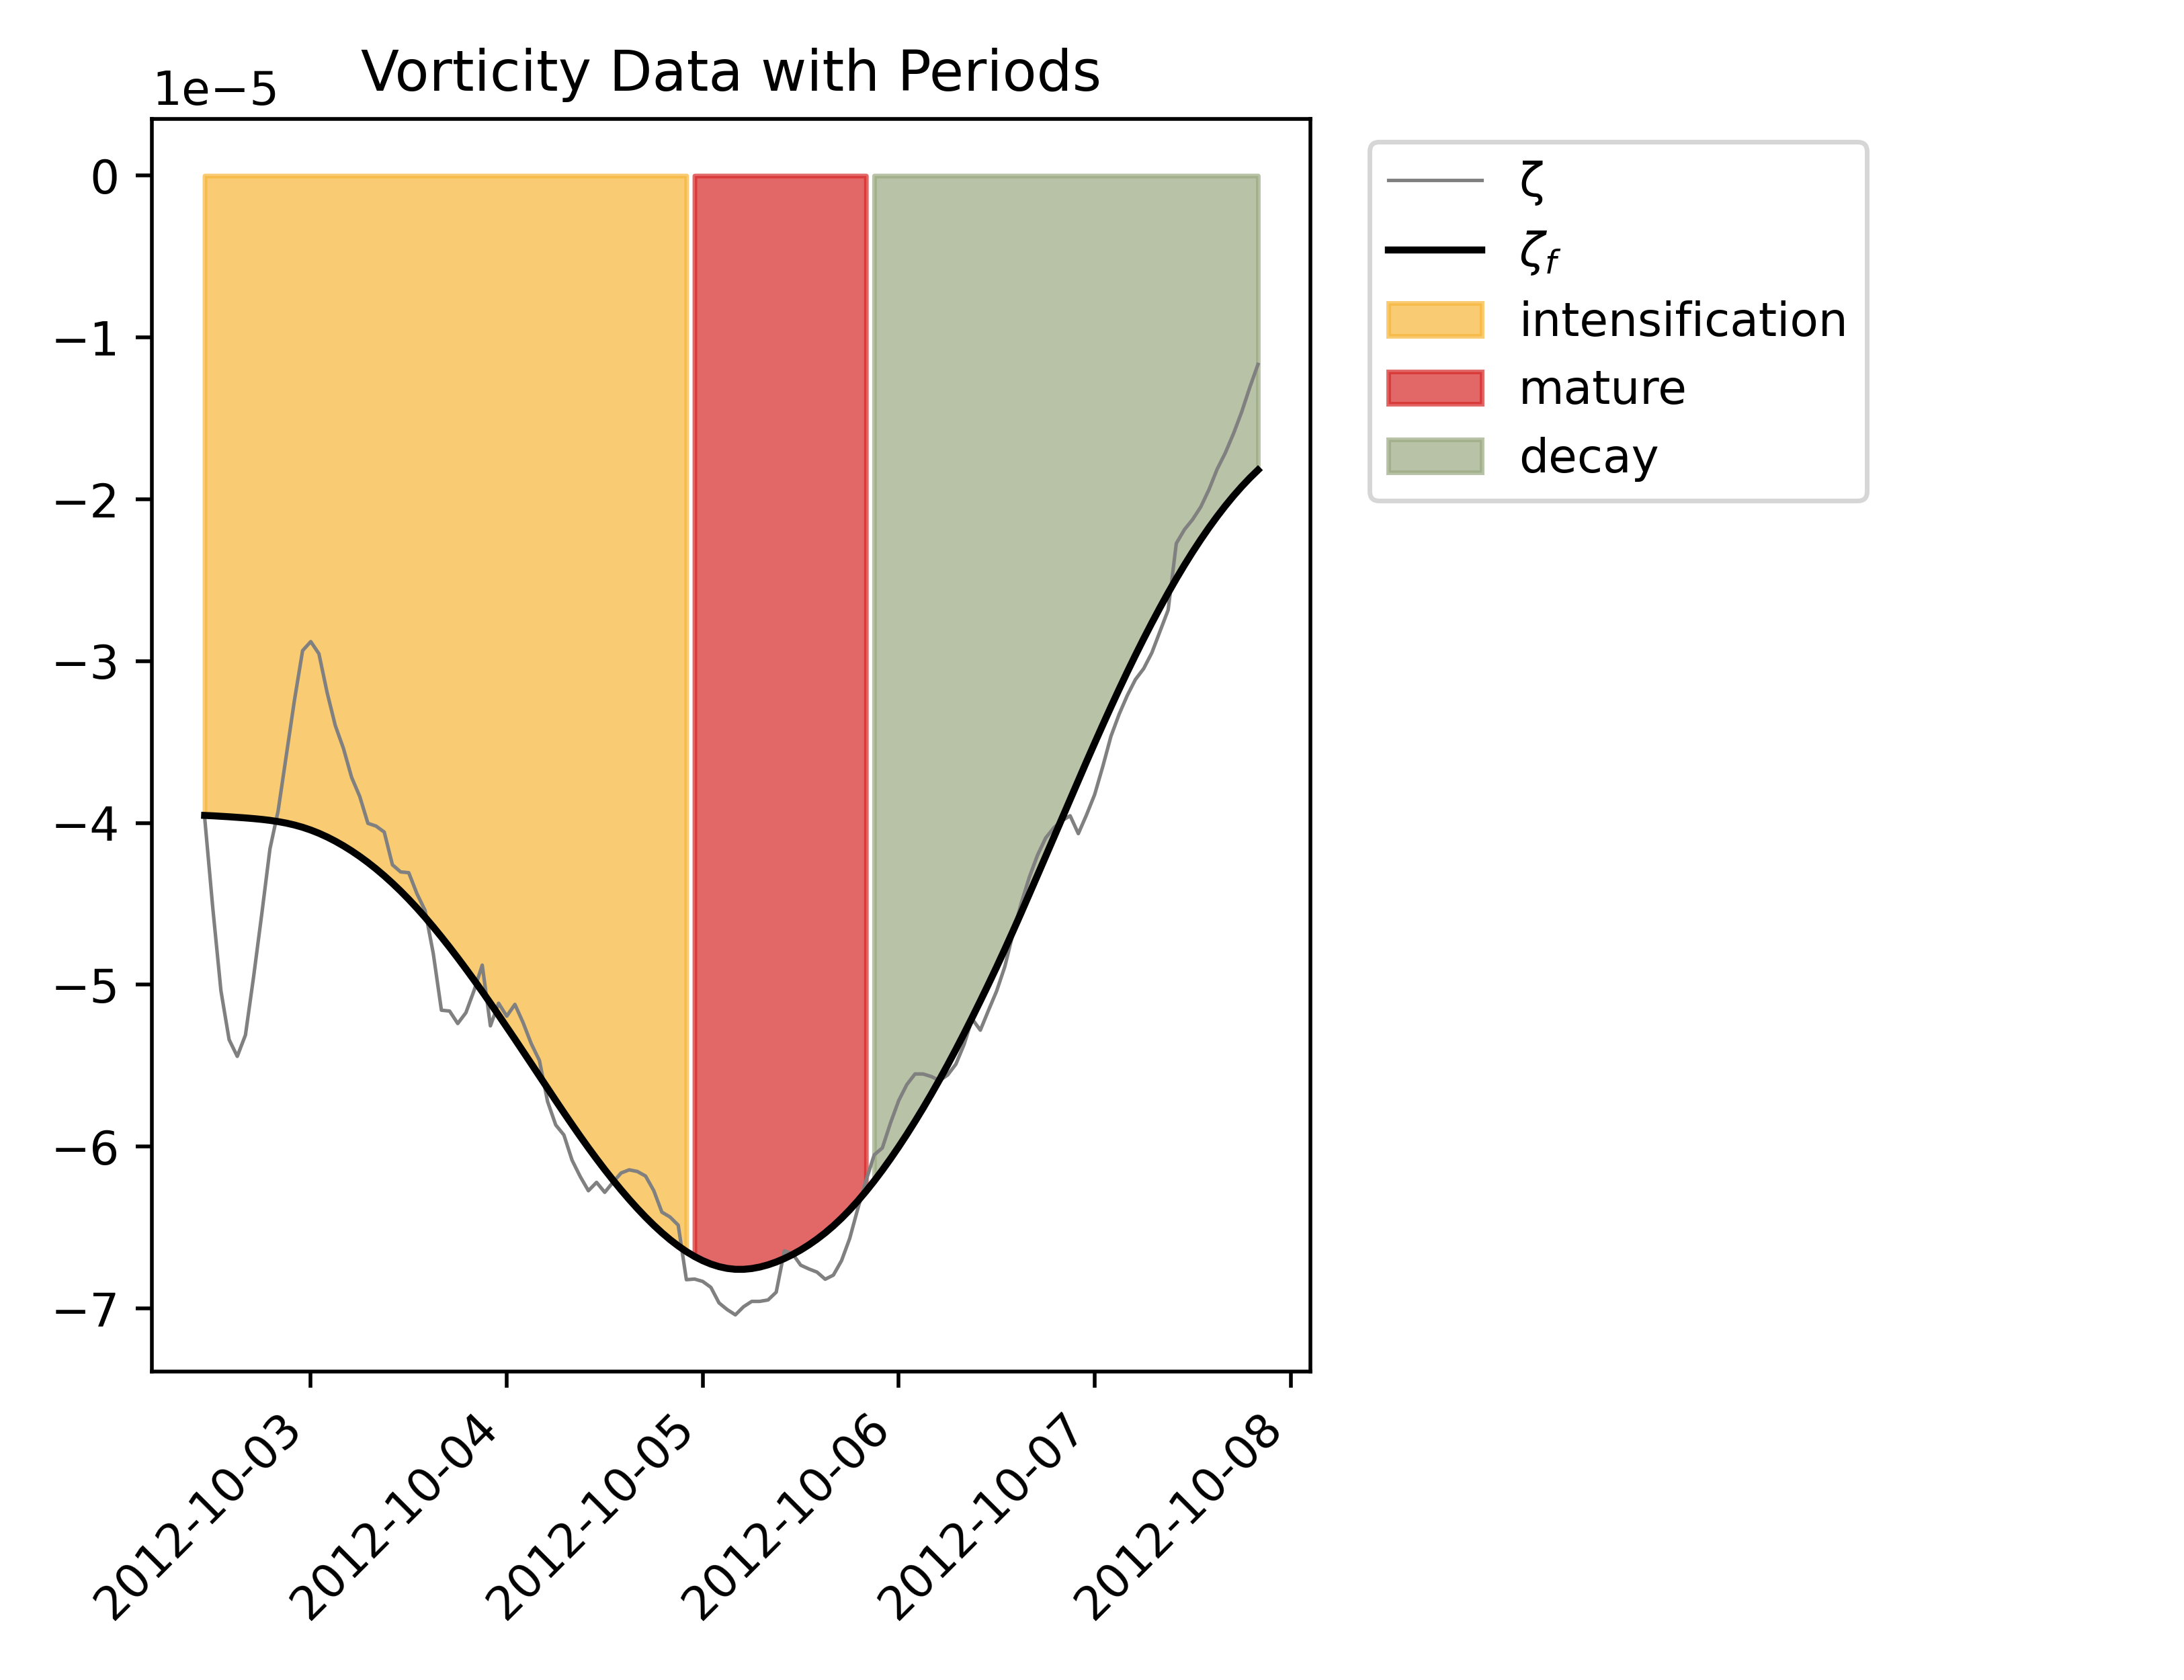 Vorticity Data with Periods
1e−5
0
−1
−2
−3
−4
−5
−6
−7
2012-10-03
2012-10-04
2012-10-05
2012-10-06
2012-10-07
2012-10-08
ζ
ζf
intensification
mature
decay